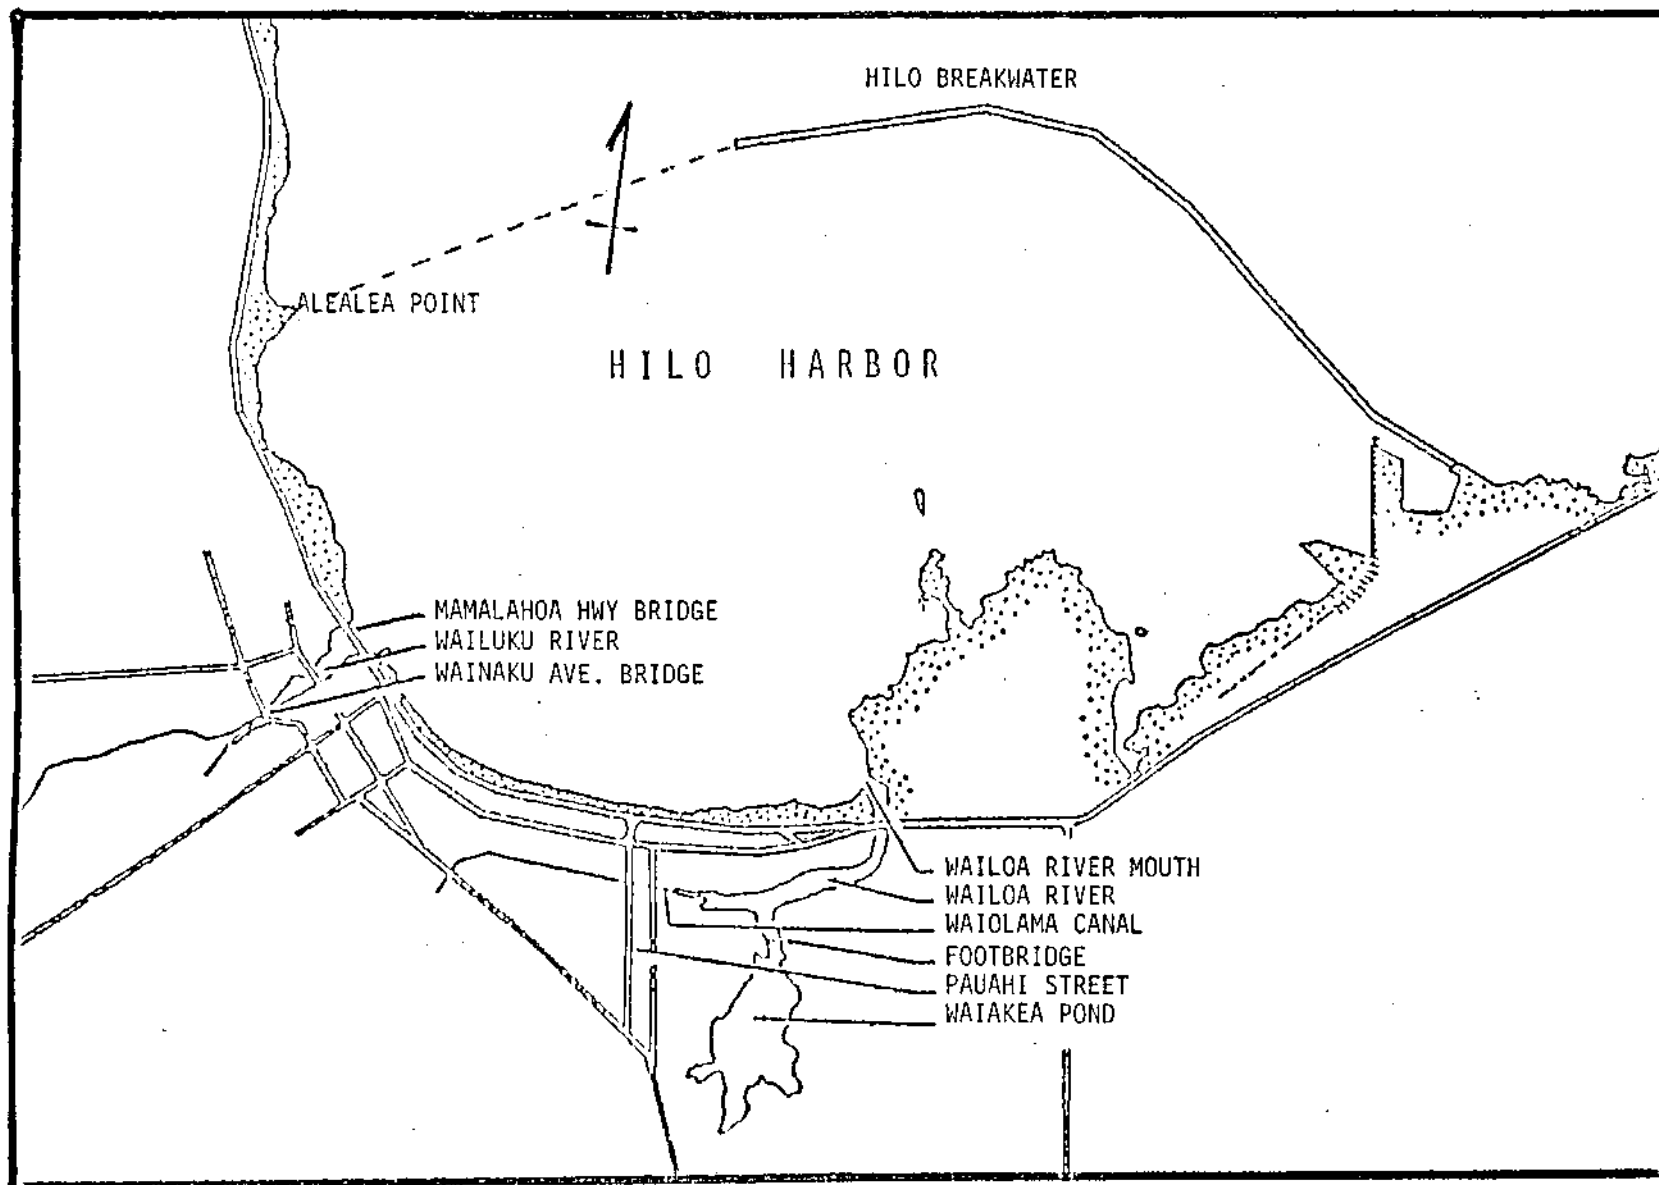 HILO BREAKWATER
ALEALEA POINT
HILO HARBOR
MAMALAHOA HWY BRIDGE
WAILUKU RIVER
WAINAKU AVE. BRIDGE
WAILOA RIVER MOUTH
WAILOA RIVER
WAIOLAMA CANAL
FOOTBRIDGE
PAUAHI STREET
WAIAKEA POND